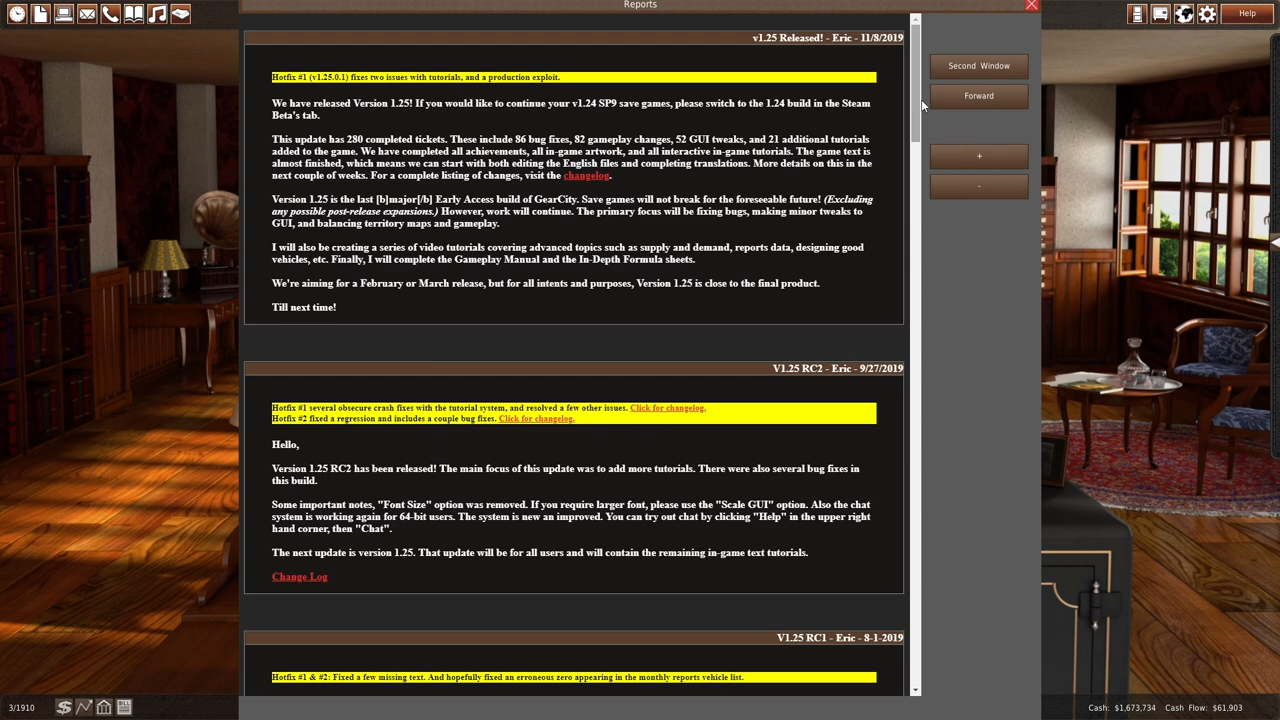 Reports
Help
v1.25 Released! - Eric - 11/8/2019
Second Window
Hotfix #1 (v1.25.0.1) fixes two issues with tutorials, and a production exploit.
Forward
We have released Version 1.25! If you would like to continue your v1.24 SP9 save games, please switch to the 1.24 build in the Steam
Beta's tab.
This update has 280 completed tickets. These include 86 bug fixes, 82 gameplay changes, 52 GUI tweaks, and 21 additional tutorials
added to the game. We have completed all achievements, all in-game artwork, and all interactive in-game tutorials. The game text is
almost finished, which means we can start with both editing the English files and completing translations. More details on this in the
next couple of weeks. For a complete listing of changes, visit the changelog.
+
-
Version 1.25 is the last [b]major[/b] Early Access build of GearCity. Save games will not break for the foreseeable future! (Excluding
any possible post-release expansions.) However, work will continue. The primary focus will be fixing bugs, making minor tweaks to
GUI, and balancing territory maps and gameplay.
I will also be creating a series of video tutorials covering advanced topics such as supply and demand, reports data, designing good
vehicles, etc. Finally, I will complete the Gameplay Manual and the In-Depth Formula sheets.
We're aiming for a February or March release, but for all intents and purposes, Version 1.25 is close to the final product.
Till next time!
V1.25 RC2 - Eric - 9/27/2019
Hotfix #1 several obscure crash fixes with the tutorial system, and resolved a few other issues. Click for changelog.
Hotfix #2 fixed a regression and includes a couple bug fixes. Click for changelog.
Hello,
Version 1.25 RC2 has been released! The main focus of this update was to add more tutorials. There were also several bug fixes in
this build.
Some important notes, "Font Size" option was removed. If you require larger font, please use the "Scale GUI" option. Also the chat
system is working again for 64-bit users. The system is new an improved. You can try out chat by clicking "Help" in the upper right
hand corner, then "Chat".
The next update is version 1.25. That update will be for all users and will contain the remaining in-game text tutorials.
Change Log
V1.25 RC1 - Eric - 8-1-2019
Hotfix #1 & #2: Fixed a few missing text. And hopefully fixed an erroneous zero appearing in the monthly reports vehicle list.
3/1910
Cash: $1,673,734 Cash Flow: $61,903